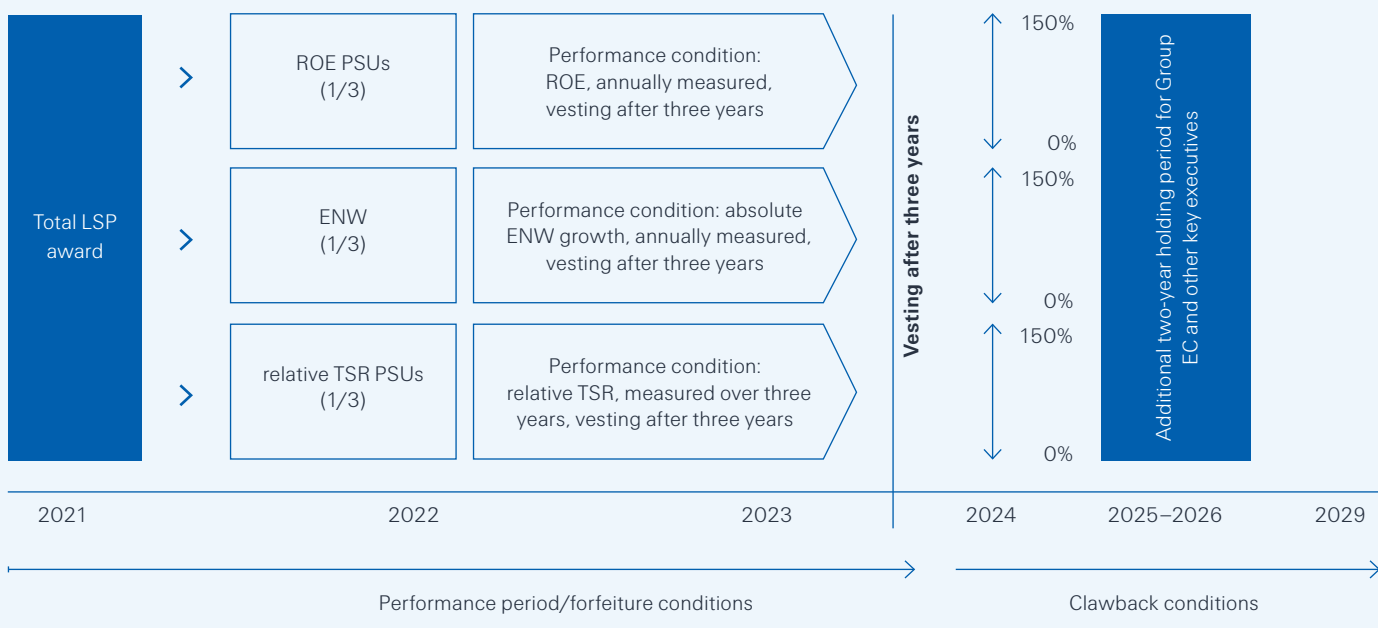 Total LSP
award
ROE PSUs
(1/3)
Performance condition:
ROE, annually measured,
vesting after three years
ENW
(1/3)
Performance condition: absolute
ENW growth, annually measured,
vesting after three years
relative TSR PSUs
(1/3)
Performance condition:
relative TSR, measured over three
years, vesting after three years
Vesting after three years
150%
0%
150%
0%
150%
0%
Additional two-year holding period for Group
EC and other key executives
2021
2022
2023
2024
2025–2026
2029
Performance period/forfeiture conditions
Clawback conditions